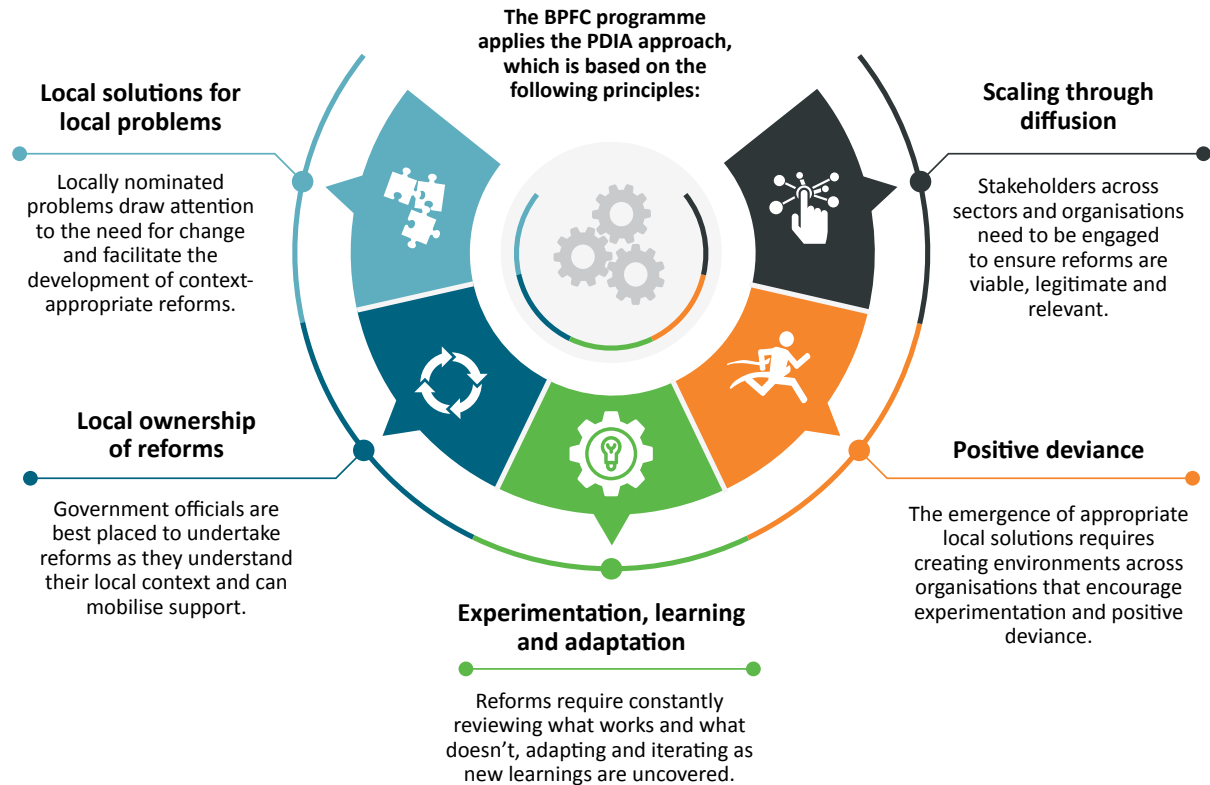 The BPFC programme
applies the PDIA approach,
which is based on the
following principles:
Local solutions for
local problems
Locally nominated
problems draw attention
to the need for change
and facilitate the
development of context-
appropriate reforms.
Local ownership
of reforms
Government officials are
best placed to undertake
reforms as they understand
their local context and can
mobilise support.
Experimentation, learning
and adaptation
Reforms require constantly
reviewing what works and what
doesn’t, adapting and iterating as
new learnings are uncovered.
Positive deviance
The emergence of appropriate
local solutions requires
creating environments across
organisations that encourage
experimentation and positive
deviance.
Scaling through
diffusion
Stakeholders across
sectors and organisations
need to be engaged
to ensure reforms are
viable, legitimate and
relevant.